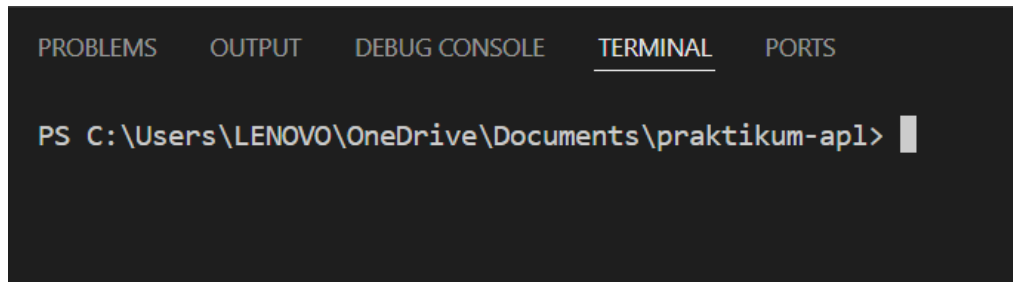 PROBLEMS OUTPUT DEBUG CONSOLE TERMINAL PORTS
PS C:\Users\LENOVO\OneDrive\Documents\praktikum-apl>